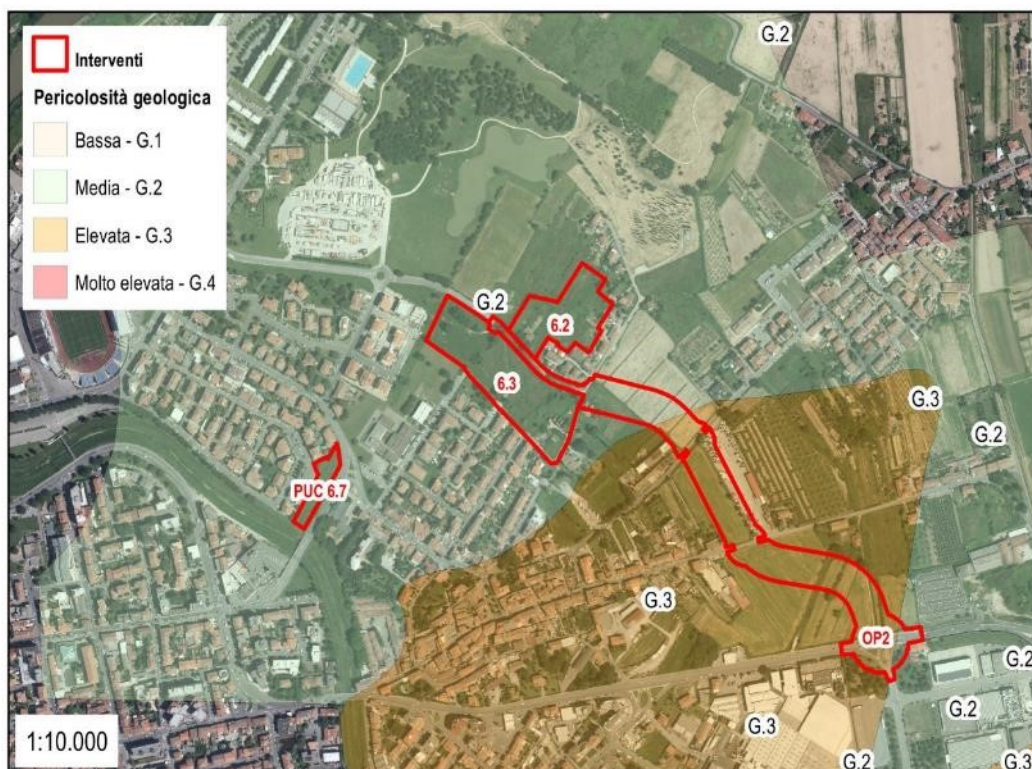 Interventi
Pericolosità geologica
Bassa - G.1
Media - G.2
Elevata - G.3
Molto elevata - G.4
G.2
G.2
6.2
6.3
G.3
G.2
PUC 6.7
G.3
OP2
G.2
G.2
G.3
G.2
G.3
1:10.000